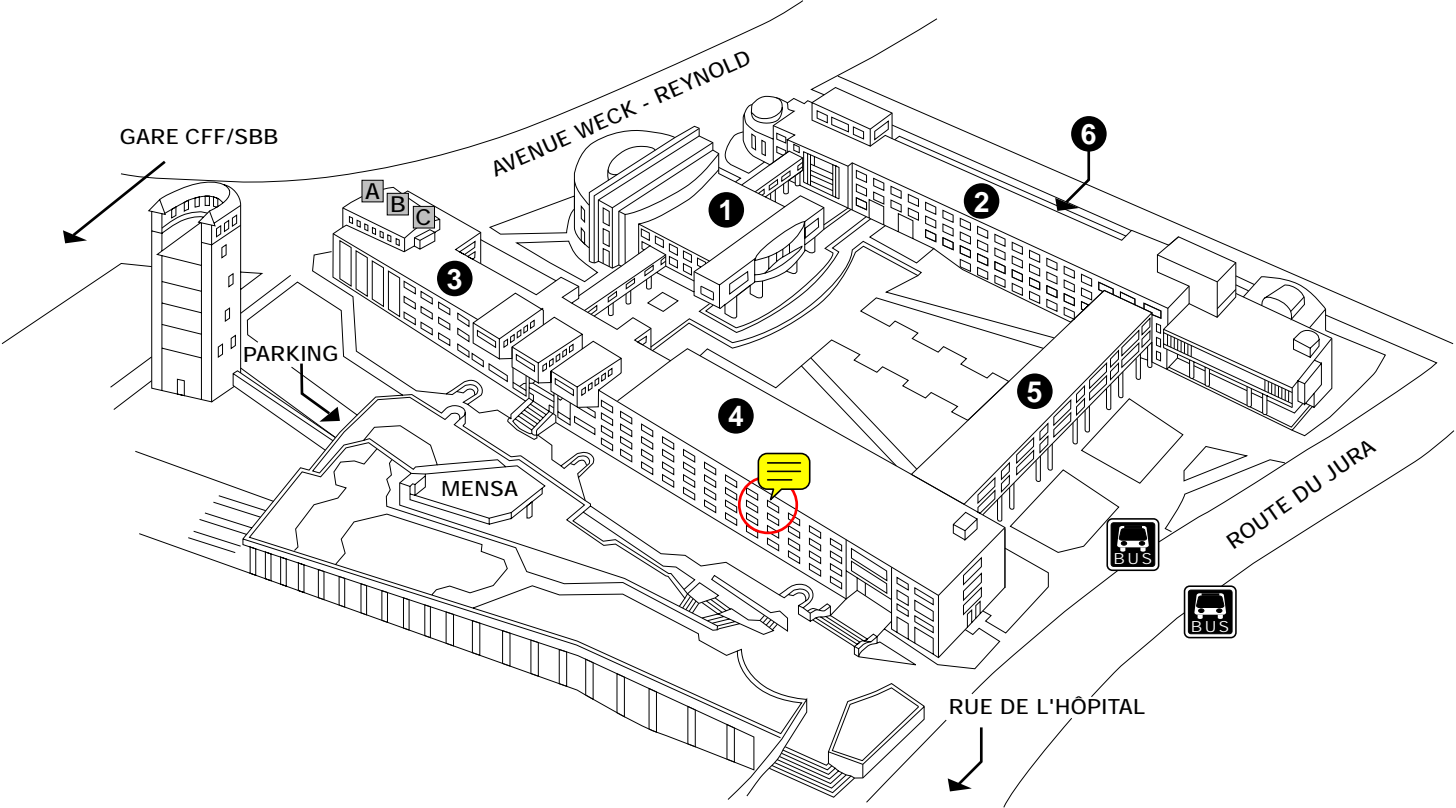 AVENUE WECK - REYNOLD
GARE CFF/SBB
6
A
B
C
1
2
3
PARKING
5
4
MENSA
ROUTE DU JURA
BUS
BUS
RUE DE L'HÔPITAL